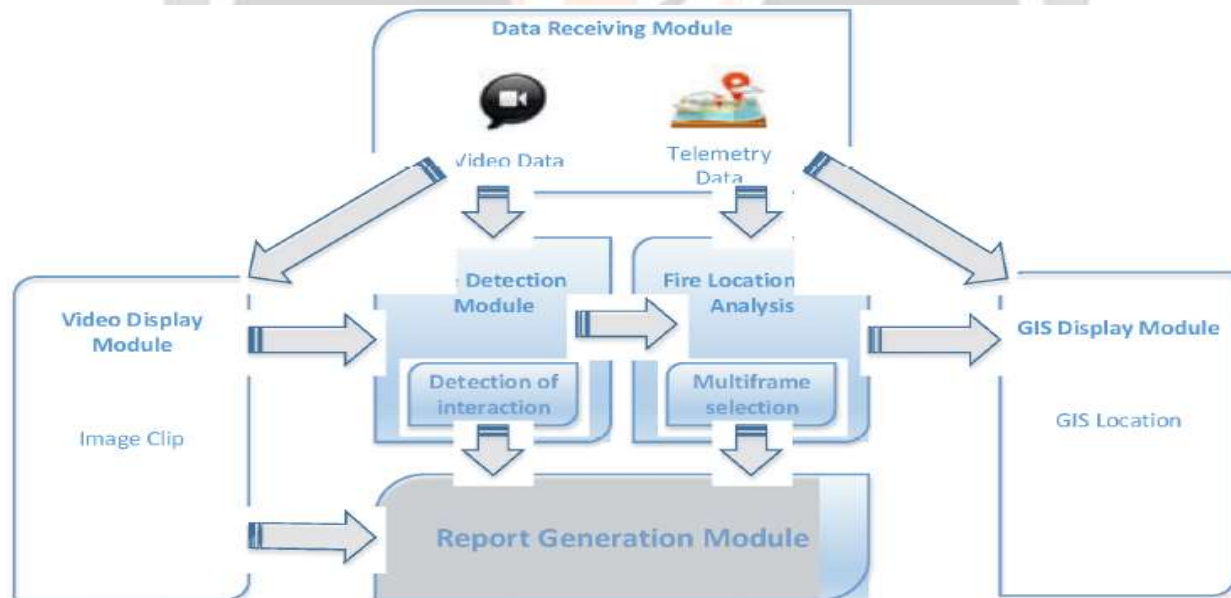 Data Receiving Module
Video Data
Telemetry
Data
Video Display
Module
Image Clip
Detection
Module
Detection of
interaction
Fire Location
Analysis
Multiframe
selection
GIS Display Module
GIS Location
Report Generation Module